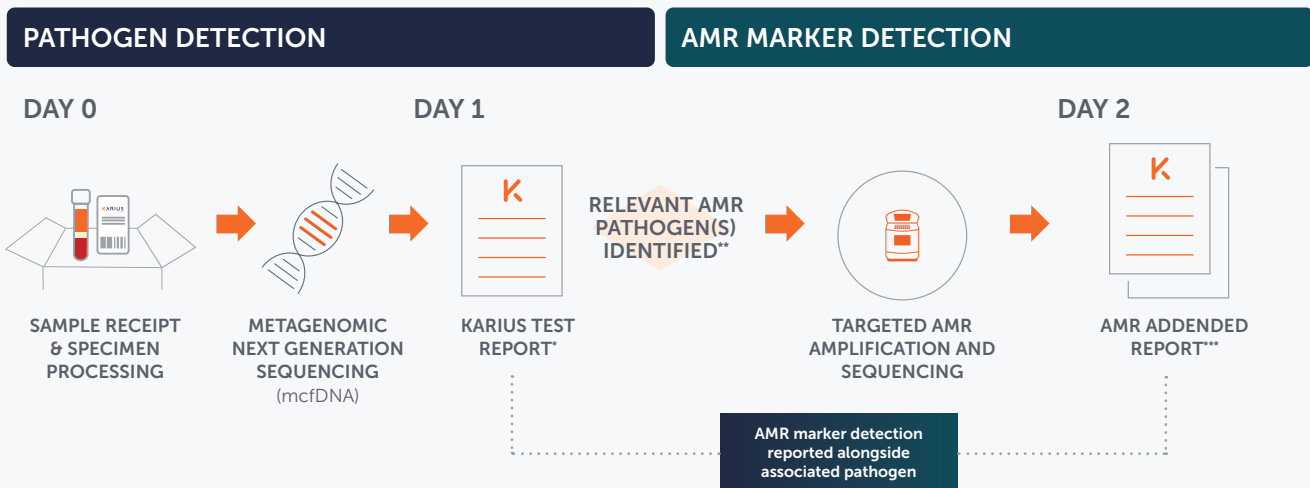 PATHOGEN DETECTION
AMR MARKER DETECTION
DAY 0
DAY 1
DAY 2
KARIUS
K
RELEVANT AMR
PATHOGEN(S)
IDENTIFIED**
K
SAMPLE RECEIPT
& SPECIMEN
PROCESSING
METAGENOMIC
NEXT GENERATION
SEQUENCING
(mcfDNA)
KARIUS TEST
REPORT*
TARGETED AMR
AMPLIFICATION AND
SEQUENCING
AMR ADDENDED
REPORT***
AMR marker detection
reported alongside
associated pathogen